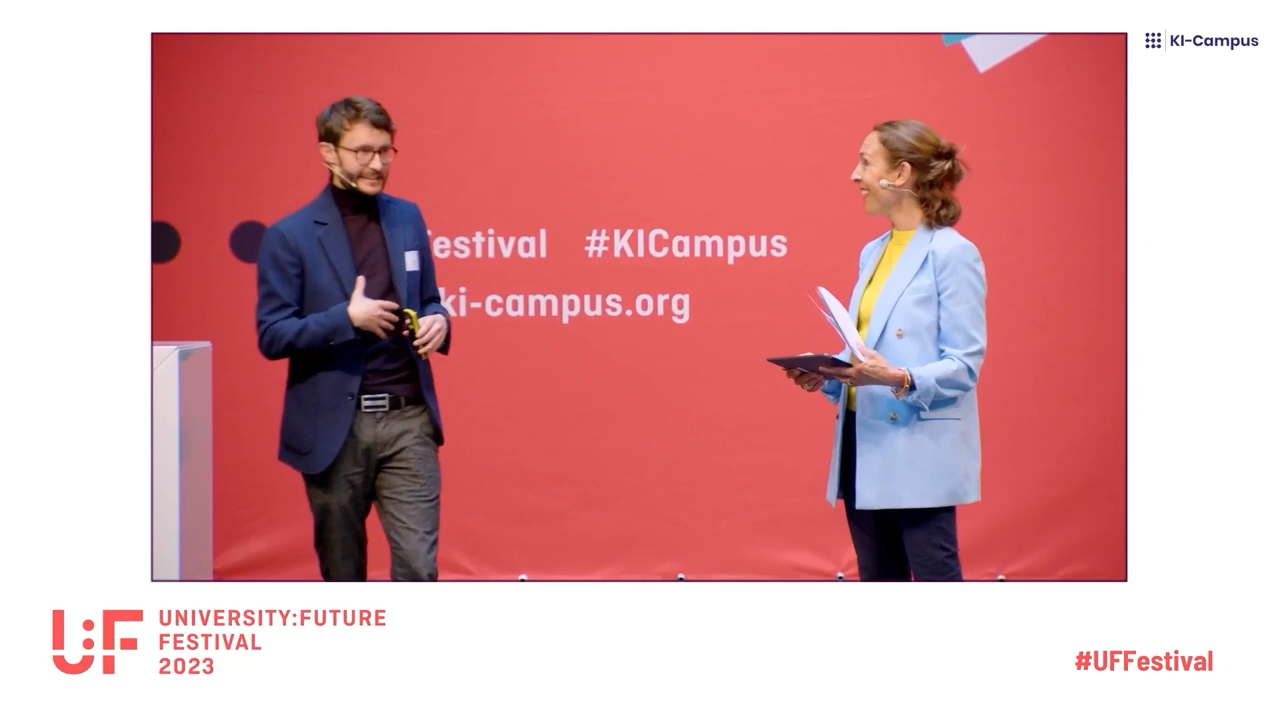 KI-Campus
festival #KICampus
ki-campus.org
U:F UNIVERSITY:FUTURE
FESTIVAL
2023
#UFFestival